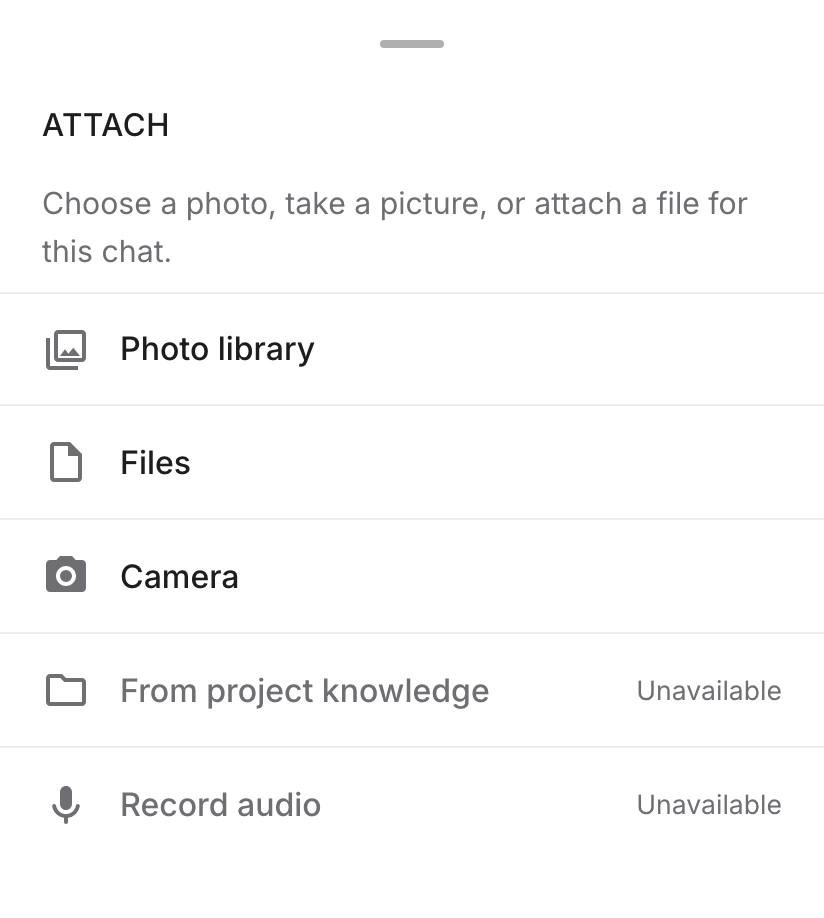 ATTACH
Choose a photo, take a picture, or attach a file for
this chat.
Photo library
Files
Camera
From project knowledge Unavailable
Record audio Unavailable